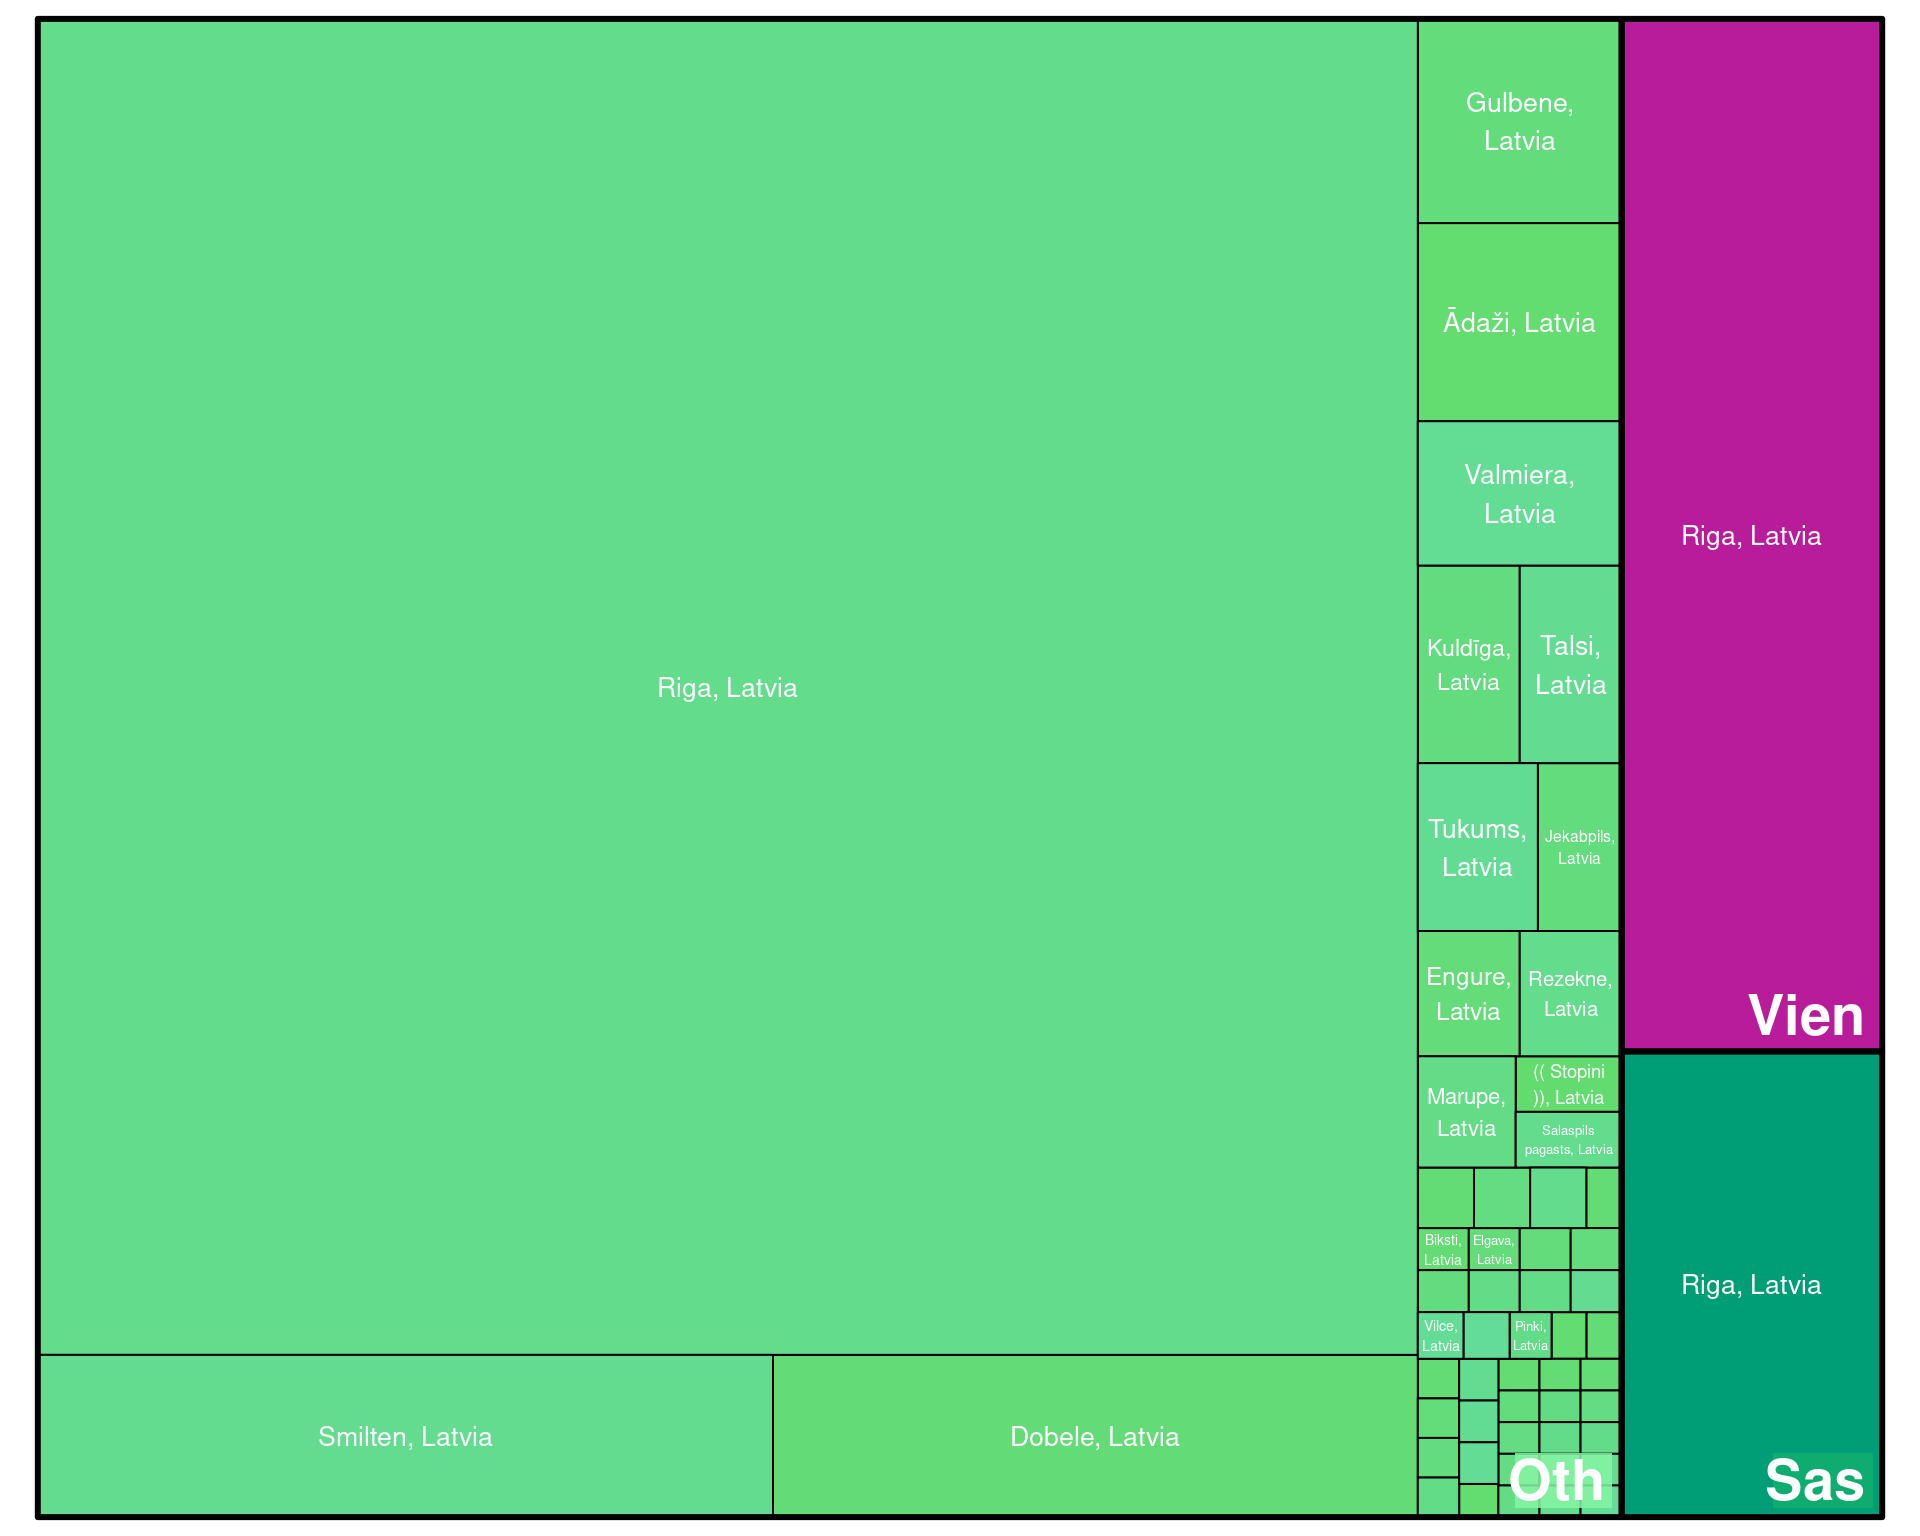 Riga, Latvia
Smilten, Latvia
Dobele, Latvia
Gulbene,
Latvia
Ādaži, Latvia
Valmiera,
Latvia
Kuldīga,
Latvia
Talsi,
Latvia
Tukums,
Latvia
Jekabpils,
Latvia
Engure,
Latvia
Rezekne,
Latvia
Marupe,
Latvia
(( Stopini
)), Latvia
Salaspils
pagasts, Latvia
Biksti,
Latvia
Elgava,
Latvia
Vilce,
Latvia
Pinki,
Latvia
Oth
Riga, Latvia
Vien
Riga, Latvia
Sas